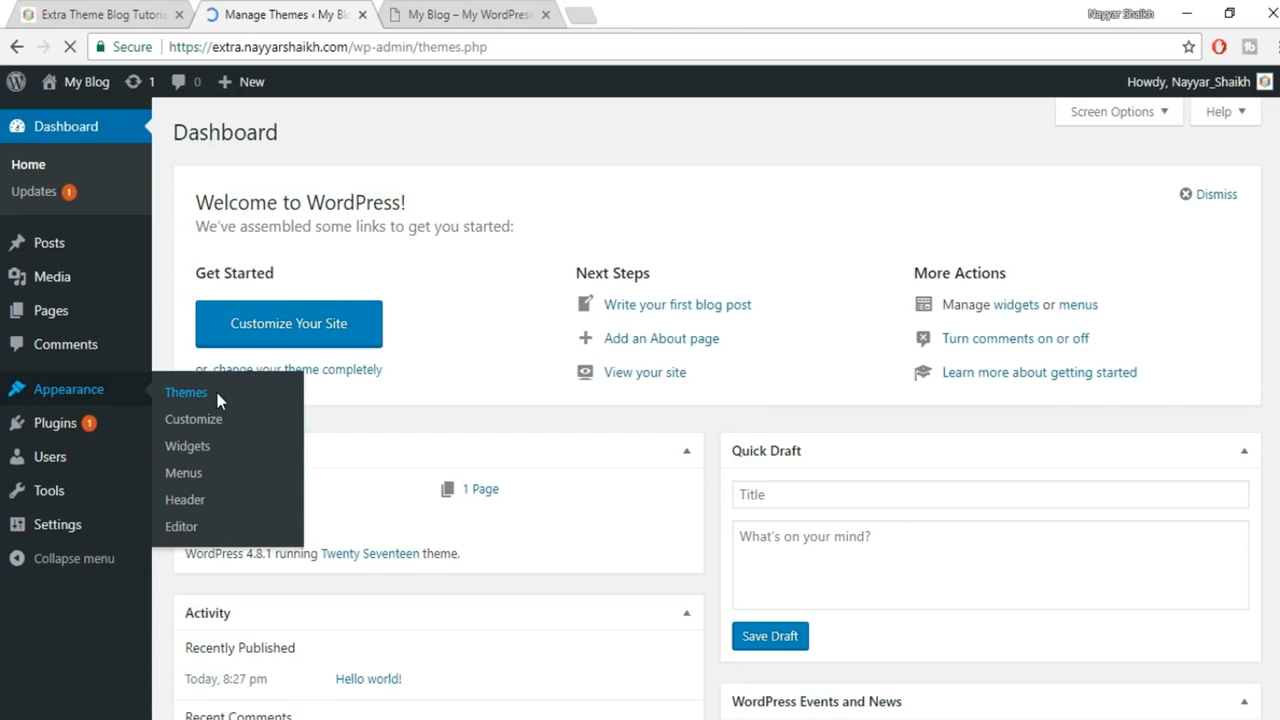 Extra Theme Blog Tutoria
Manage Themes ‹ My Blo
My Blog – My WordPress
Nayyar Shaikh
Secure
https://extra.nayyarshaikh.com/wp-admin/themes.php
My Blog
1
0
New
Howdy, Nayyar_Shaikh
Dashboard
Home
Updates 1
Posts
Media
Pages
Comments
Appearance
Plugins 1
Users
Tools
Settings
Collapse menu
Themes
Customize
Widgets
Menus
Header
Editor
Screen Options
Help
Dashboard
Welcome to WordPress!
We've assembled some links to get you started:
Dismiss
Get Started
Customize Your Site
or, change your theme completely
Next Steps
Write your first blog post
Add an About page
View your site
More Actions
Manage widgets or menus
Turn comments on or off
Learn more about getting started
1 Page
WordPress 4.8.1 running Twenty Seventeen theme.
Activity
Recently Published
Today, 8:27 pm
Hello world!
Recent Comments
Quick Draft
Title
What's on your mind?
Save Draft
WordPress Events and News